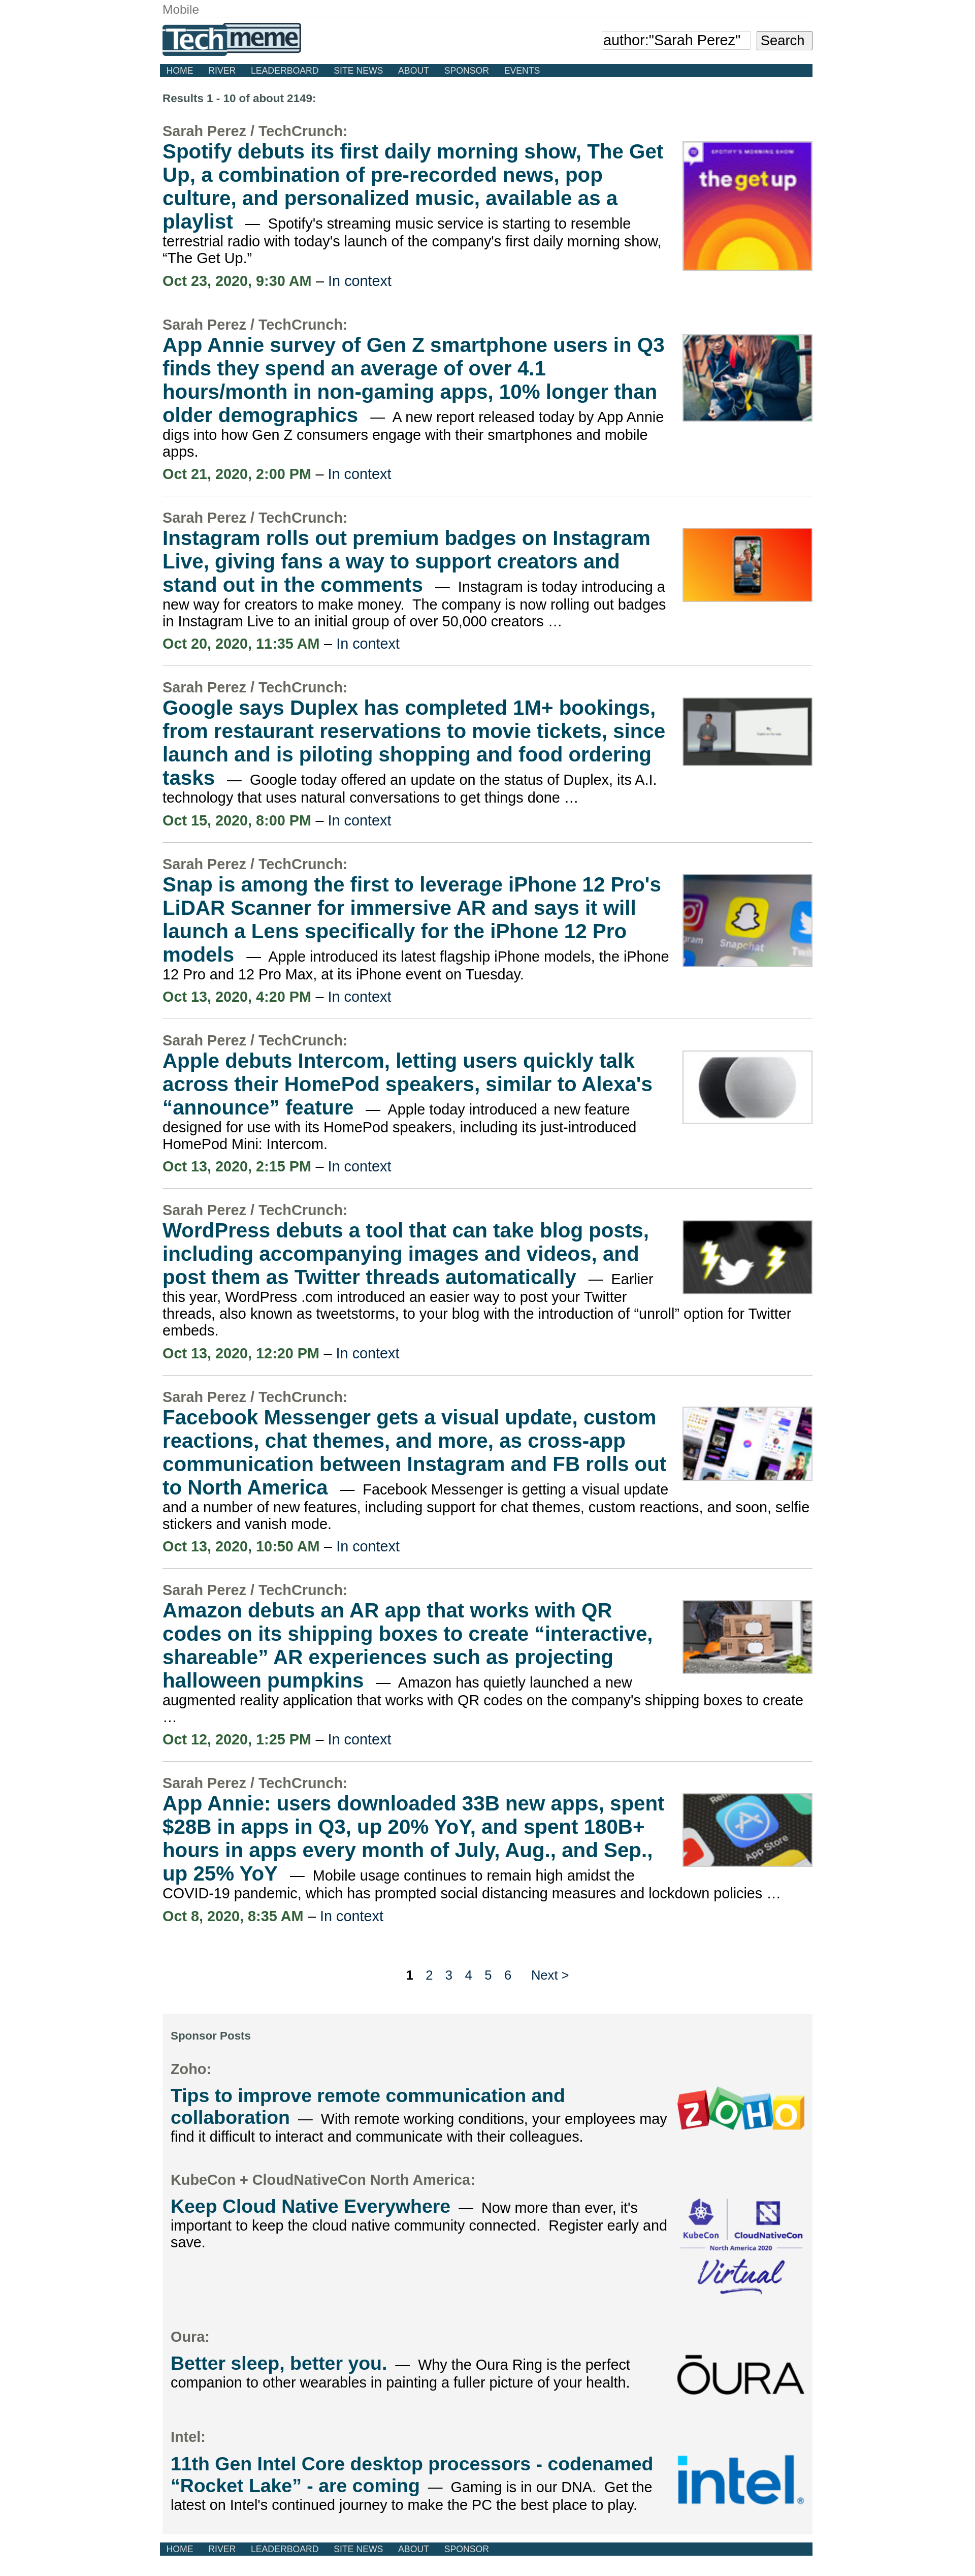 Mobile
Techmeme
author:"Sarah Perez"
Search
HOME RIVER LEADERBOARD SITE NEWS ABOUT SPONSOR EVENTS
Results 1 - 10 of about 2149:
Sarah Perez / TechCrunch:
Spotify debuts its first daily morning show, The Get
Up, a combination of pre-recorded news, pop
culture, and personalized music, available as a
playlist — Spotify's streaming music service is starting to resemble
terrestrial radio with today's launch of the company's first daily morning show,
“The Get Up.”
SPOTIFY'S MORNING SHOW
the get up
Oct 23, 2020, 9:30 AM – In context
Sarah Perez / TechCrunch:
App Annie survey of Gen Z smartphone users in Q3
finds they spend an average of over 4.1
hours/month in non-gaming apps, 10% longer than
older demographics — A new report released today by App Annie
digs into how Gen Z consumers engage with their smartphones and mobile
apps.
Oct 21, 2020, 2:00 PM – In context
Sarah Perez / TechCrunch:
Instagram rolls out premium badges on Instagram
Live, giving fans a way to support creators and
stand out in the comments — Instagram is today introducing a
new way for creators to make money. The company is now rolling out badges
in Instagram Live to an initial group of over 50,000 creators …
Oct 20, 2020, 11:35 AM – In context
Sarah Perez / TechCrunch:
Google says Duplex has completed 1M+ bookings,
from restaurant reservations to movie tickets, since
launch and is piloting shopping and food ordering
tasks — Google today offered an update on the status of Duplex, its A.I.
technology that uses natural conversations to get things done …
Oct 15, 2020, 8:00 PM – In context
Sarah Perez / TechCrunch:
Snap is among the first to leverage iPhone 12 Pro's
LiDAR Scanner for immersive AR and says it will
launch a Lens specifically for the iPhone 12 Pro
models — Apple introduced its latest flagship iPhone models, the iPhone
12 Pro and 12 Pro Max, at its iPhone event on Tuesday.
gram Snapchat Twit
Oct 13, 2020, 4:20 PM – In context
Sarah Perez / TechCrunch:
Apple debuts Intercom, letting users quickly talk
across their HomePod speakers, similar to Alexa's
“announce” feature — Apple today introduced a new feature
designed for use with its HomePod speakers, including its just-introduced
HomePod Mini: Intercom.
Oct 13, 2020, 2:15 PM – In context
Sarah Perez / TechCrunch:
WordPress debuts a tool that can take blog posts,
including accompanying images and videos, and
post them as Twitter threads automatically — Earlier
this year, WordPress .com introduced an easier way to post your Twitter
threads, also known as tweetstorms, to your blog with the introduction of “unroll” option for Twitter
embeds.
Oct 13, 2020, 12:20 PM – In context
Sarah Perez / TechCrunch:
Facebook Messenger gets a visual update, custom
reactions, chat themes, and more, as cross-app
communication between Instagram and FB rolls out
to North America — Facebook Messenger is getting a visual update
and a number of new features, including support for chat themes, custom reactions, and soon, selfie
stickers and vanish mode.
Oct 13, 2020, 10:50 AM – In context
Sarah Perez / TechCrunch:
Amazon debuts an AR app that works with QR
codes on its shipping boxes to create “interactive,
shareable” AR experiences such as projecting
halloween pumpkins — Amazon has quietly launched a new
augmented reality application that works with QR codes on the company's shipping boxes to create
…
Oct 12, 2020, 1:25 PM – In context
Sarah Perez / TechCrunch:
App Annie: users downloaded 33B new apps, spent
$28B in apps in Q3, up 20% YoY, and spent 180B+
hours in apps every month of July, Aug., and Sep.,
up 25% YoY — Mobile usage continues to remain high amidst the
COVID-19 pandemic, which has prompted social distancing measures and lockdown policies …
App Store
Oct 8, 2020, 8:35 AM – In context
1 2 3 4 5 6 Next >
Sponsor Posts
Zoho:
Tips to improve remote communication and
collaboration — With remote working conditions, your employees may
find it difficult to interact and communicate with their colleagues.
ZOHO
KubeCon + CloudNativeCon North America:
Keep Cloud Native Everywhere — Now more than ever, it's
important to keep the cloud native community connected. Register early and
save.
KubeCon CloudNativeCon
North America 2020
Virtual
Oura:
Better sleep, better you. — Why the Oura Ring is the perfect
companion to other wearables in painting a fuller picture of your health.
ŌURA
Intel:
11th Gen Intel Core desktop processors - codenamed
“Rocket Lake” - are coming — Gaming is in our DNA. Get the
latest on Intel's continued journey to make the PC the best place to play.
intel®
HOME RIVER LEADERBOARD SITE NEWS ABOUT SPONSOR